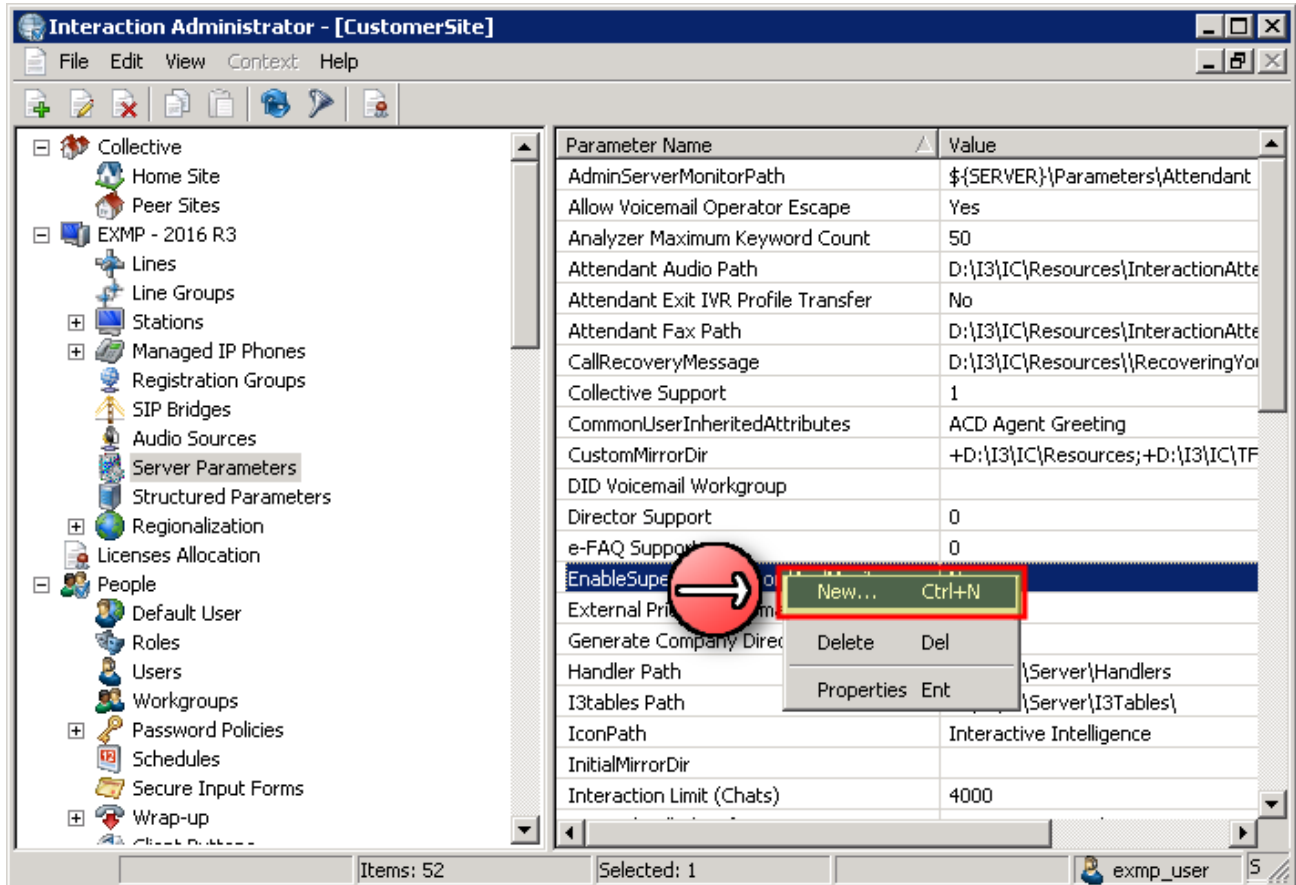 Interaction Administrator - [CustomerSite]
File Edit View Context Help
Collective
Home Site
Peer Sites
EXMP - 2016 R3
Lines
Line Groups
Stations
Managed IP Phones
Registration Groups
SIP Bridges
Audio Sources
Server Parameters
Structured Parameters
Regionalization
Licenses Allocation
People
Default User
Roles
Users
Workgroups
Password Policies
Schedules
Secure Input Forms
Wrap-up
Parameter Name Value
AdminServerMonitorPath ${SERVER}\Parameters\Attendant
Allow Voicemail Operator Escape Yes
Analyzer Maximum Keyword Count 50
Attendant Audio Path D:\I3\IC\Resources\InteractionAtte
Attendant Exit IVR Profile Transfer No
Attendant Fax Path D:\I3\IC\Resources\InteractionAtte
CallRecoveryMessage D:\I3\IC\Resources\\RecoveringYou
Collective Support 1
CommonUserInheritedAttributes ACD Agent Greeting
CustomMirrorDir +D:\I3\IC\Resources;+D:\I3\IC\TF
DID Voicemail Workgroup
Director Support 0
e-FAQ Support 0
EnableSupe
External Pri
Generate Company Direc
Handler Path \Server\Handlers
I3tables Path \Server\I3Tables\
IconPath Interactive Intelligence
InitialMirrorDir
Interaction Limit (Chats) 4000
New... Ctrl+N
Delete Del
Properties Ent
Items: 52 Selected: 1 exmp_user S